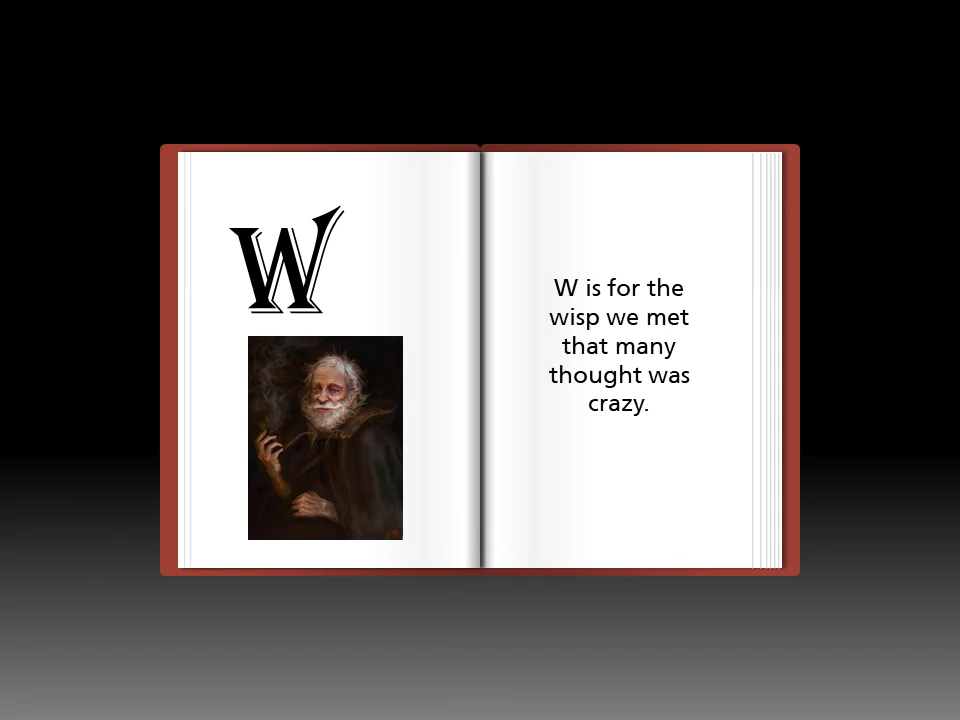 W
W is for the
wisp we met
that many
thought was
crazy.